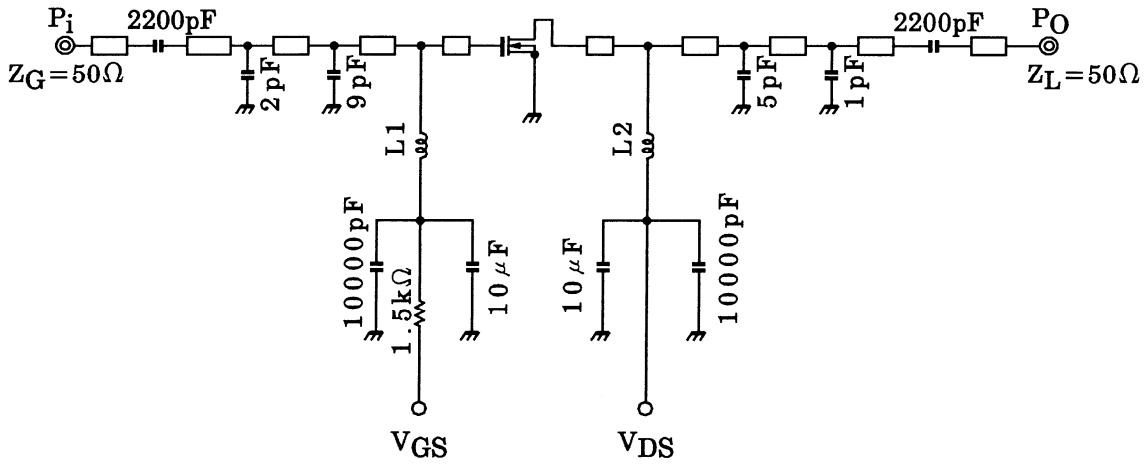 Pi
2200pF
2200pF
PO
ZG=50Ω
2pF
9pF
5pF
1pF
ZL=50Ω
L1
L2
10000pF
1.5kΩ
10μF
10μF
10000pF
VGS
VDS